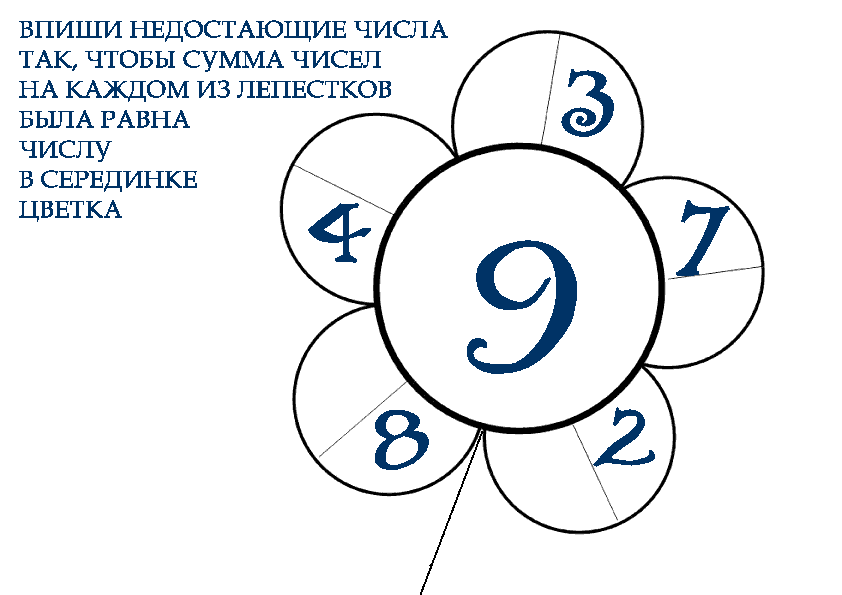 ВПИШИ НЕДОСТАЮЩИЕ ЧИСЛА
ТАК, ЧТОБЫ СУММА ЧИСЕЛ
НА КАЖДОМ ИЗ ЛЕПЕСТКОВ
БЫЛА РАВНА
ЧИСЛУ
В СЕРЕДИНКЕ
ЦВЕТКА
3
7
4
9
8
2